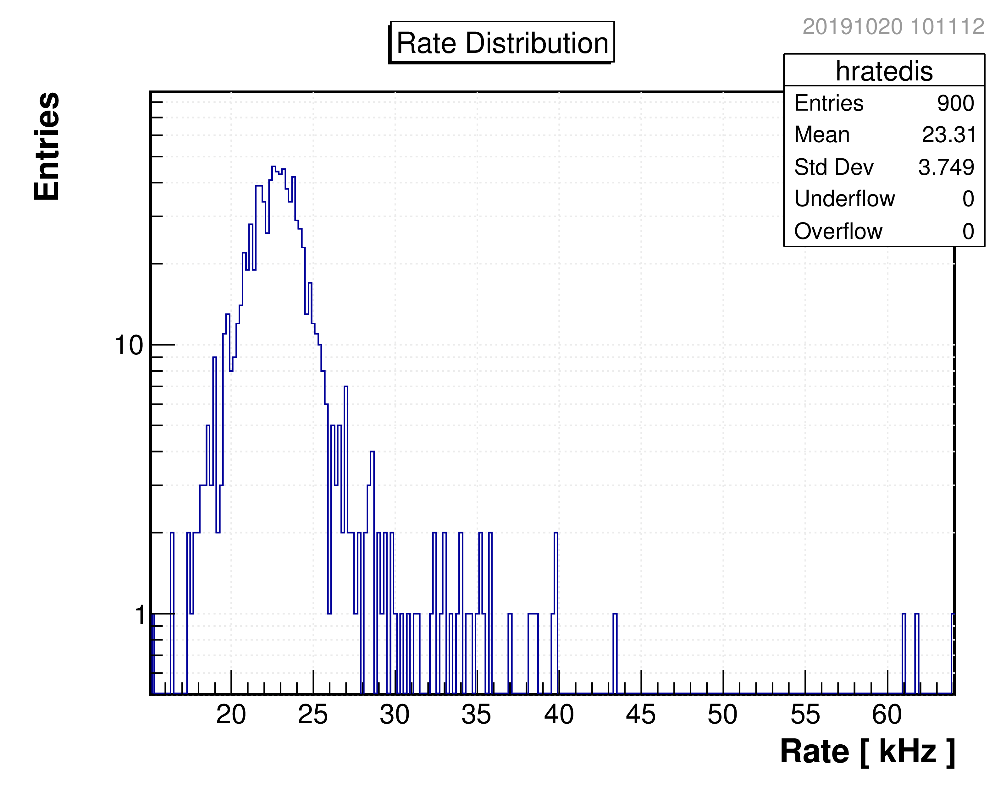 20191020 101112
Rate Distribution
hratedis
Entries 900
Mean 23.31
Std Dev 3.749
Underflow 0
Overflow 0
Entries
10
1
20 25 30 35 40 45 50 55 60
Rate [ kHz ]